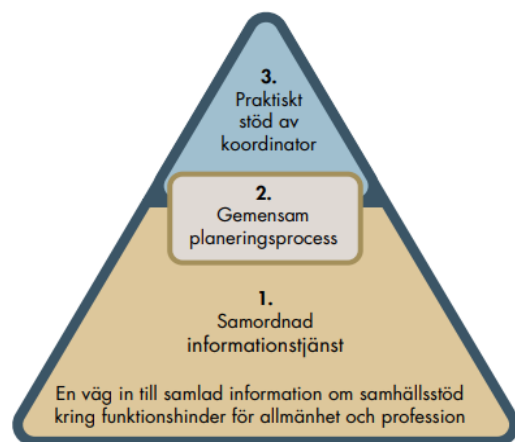 3.
Praktiskt
stöd av
koordinator
2.
Gemensam
planeringsprocess
1.
Samordnad
informationstjänst
En väg in till samlad information om samhällsstöd
kring funktionshinder för allmänhet och profession